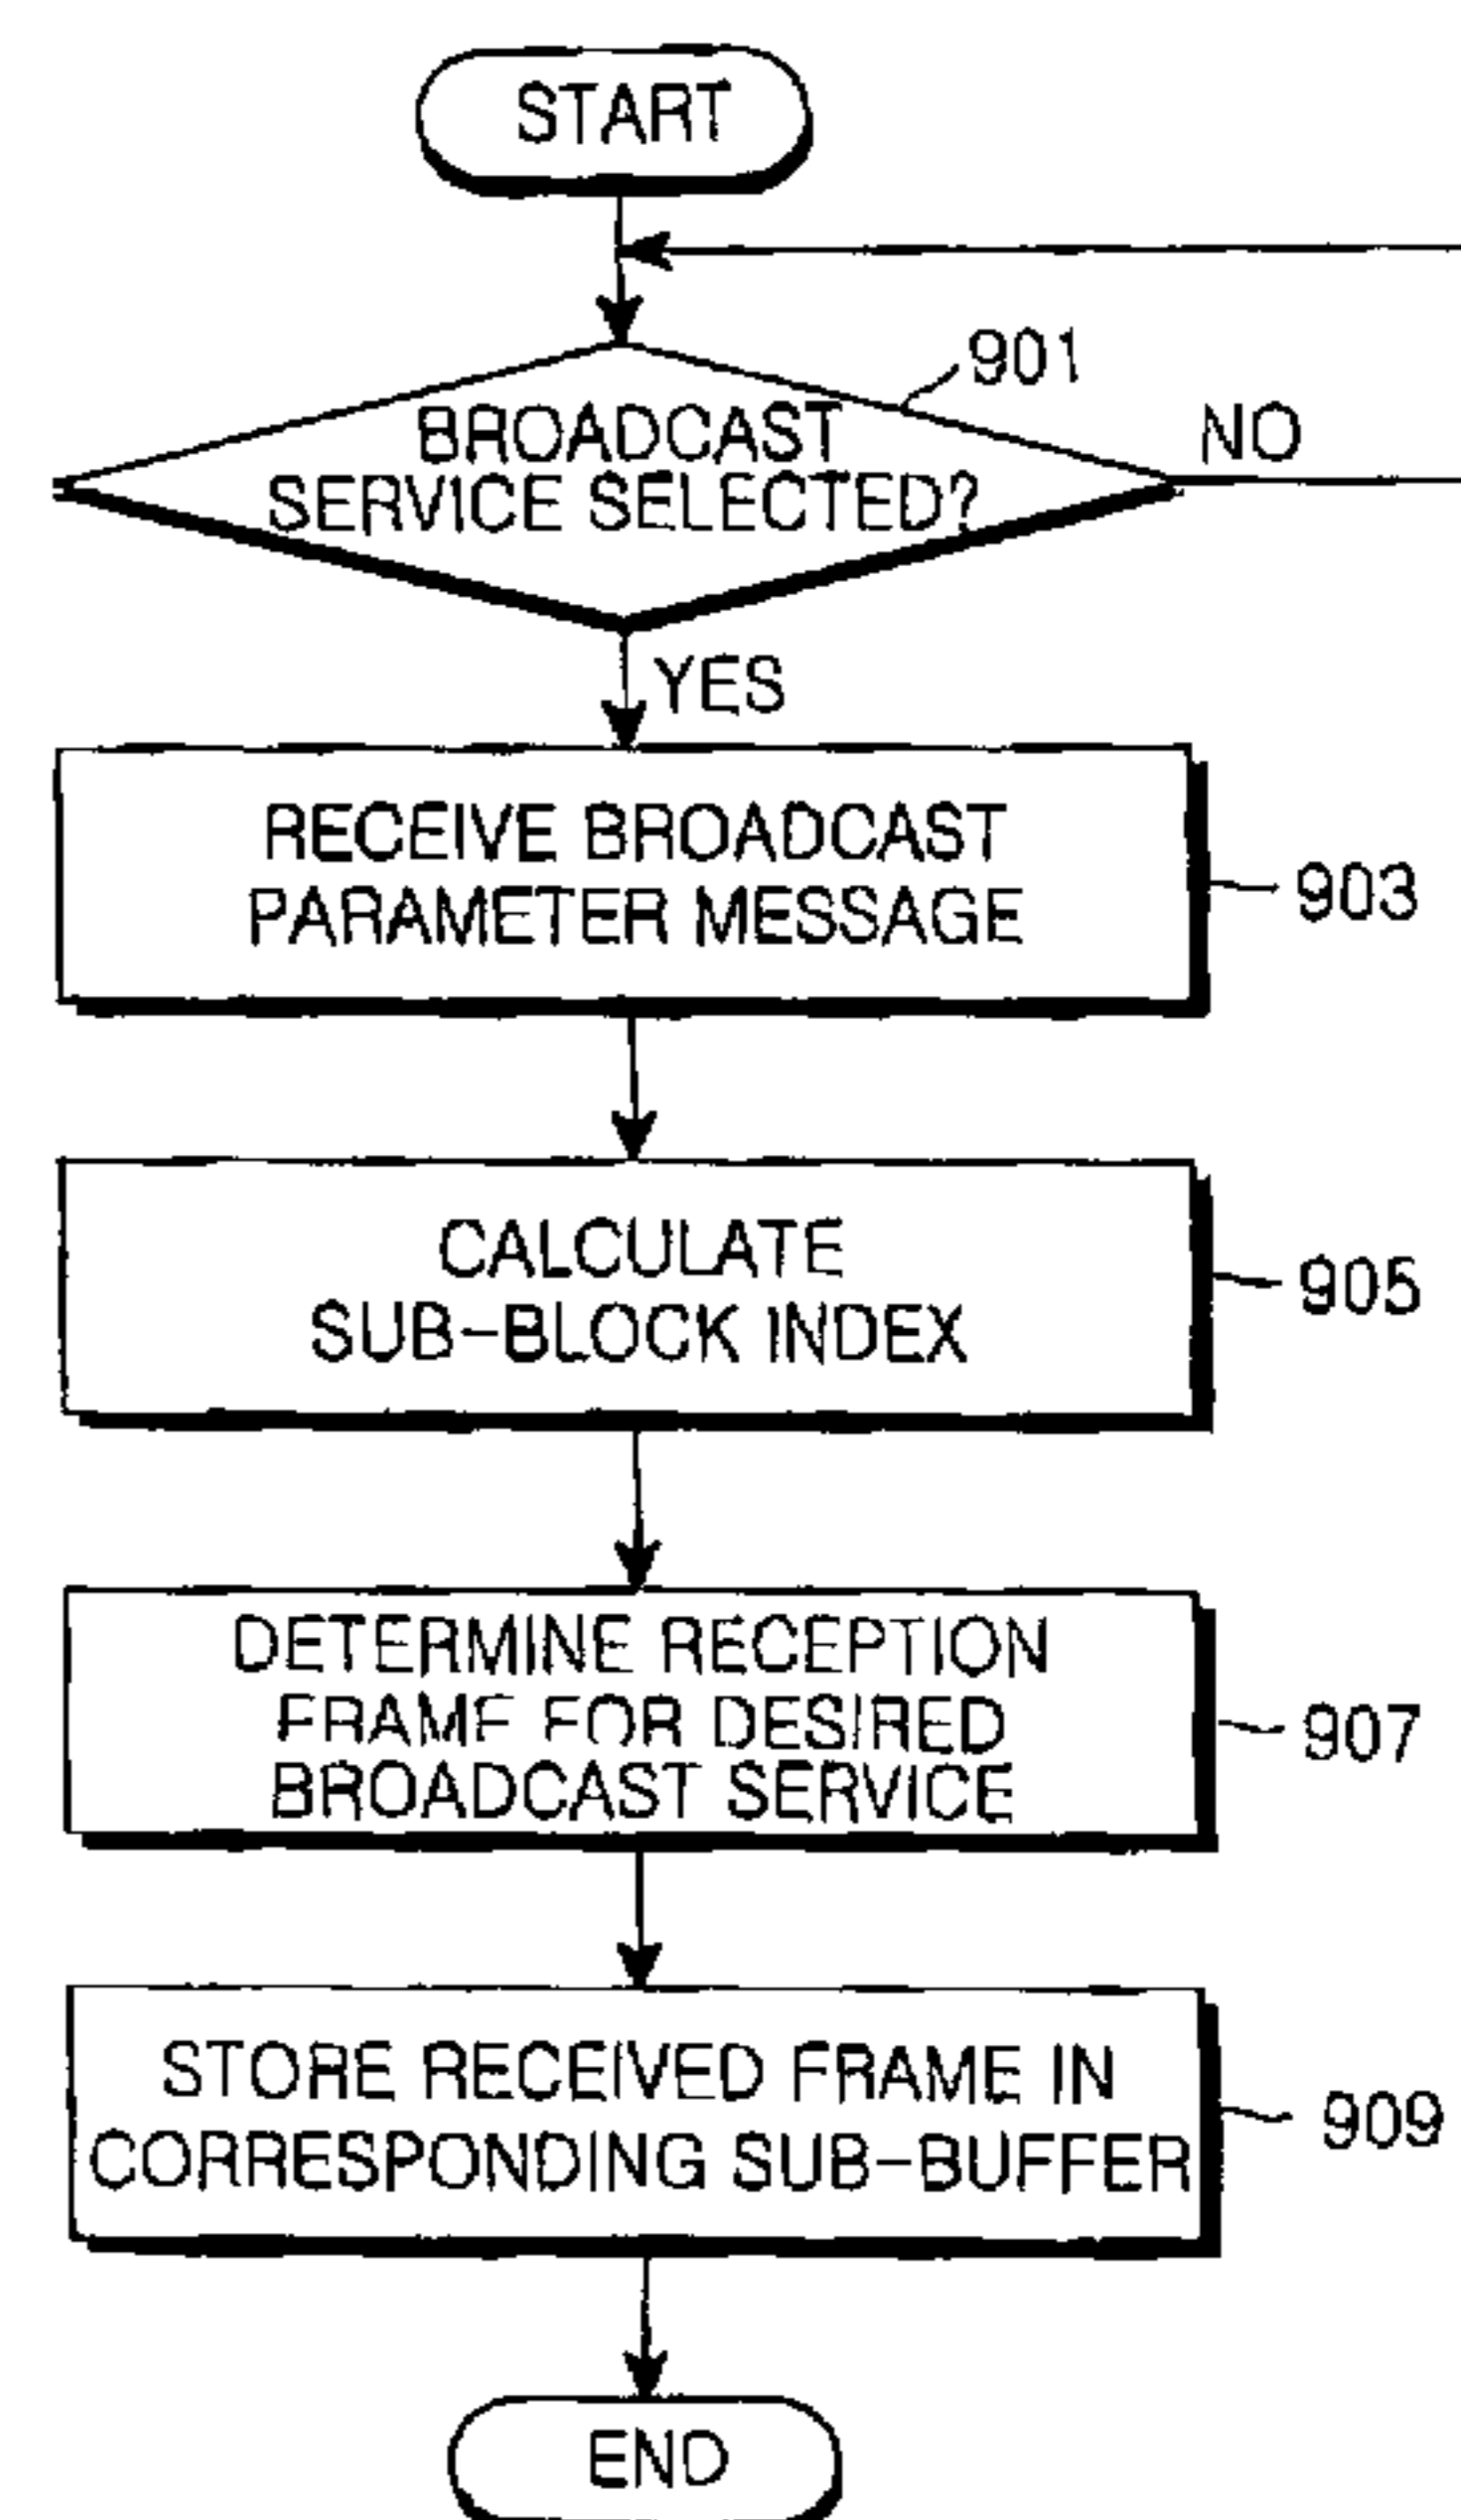 START
901
BROADCAST
SERVICE SELECTED?
NO
YES
RECEIVE BROADCAST
PARAMETER MESSAGE
903
CALCULATE
SUB-BLOCK INDEX
905
DETERMINE RECEPTION
FRAME FOR DESIRED
BROADCAST SERVICE
907
STORE RECEIVED FRAME IN
CORRESPONDING SUB-BUFFER
909
END